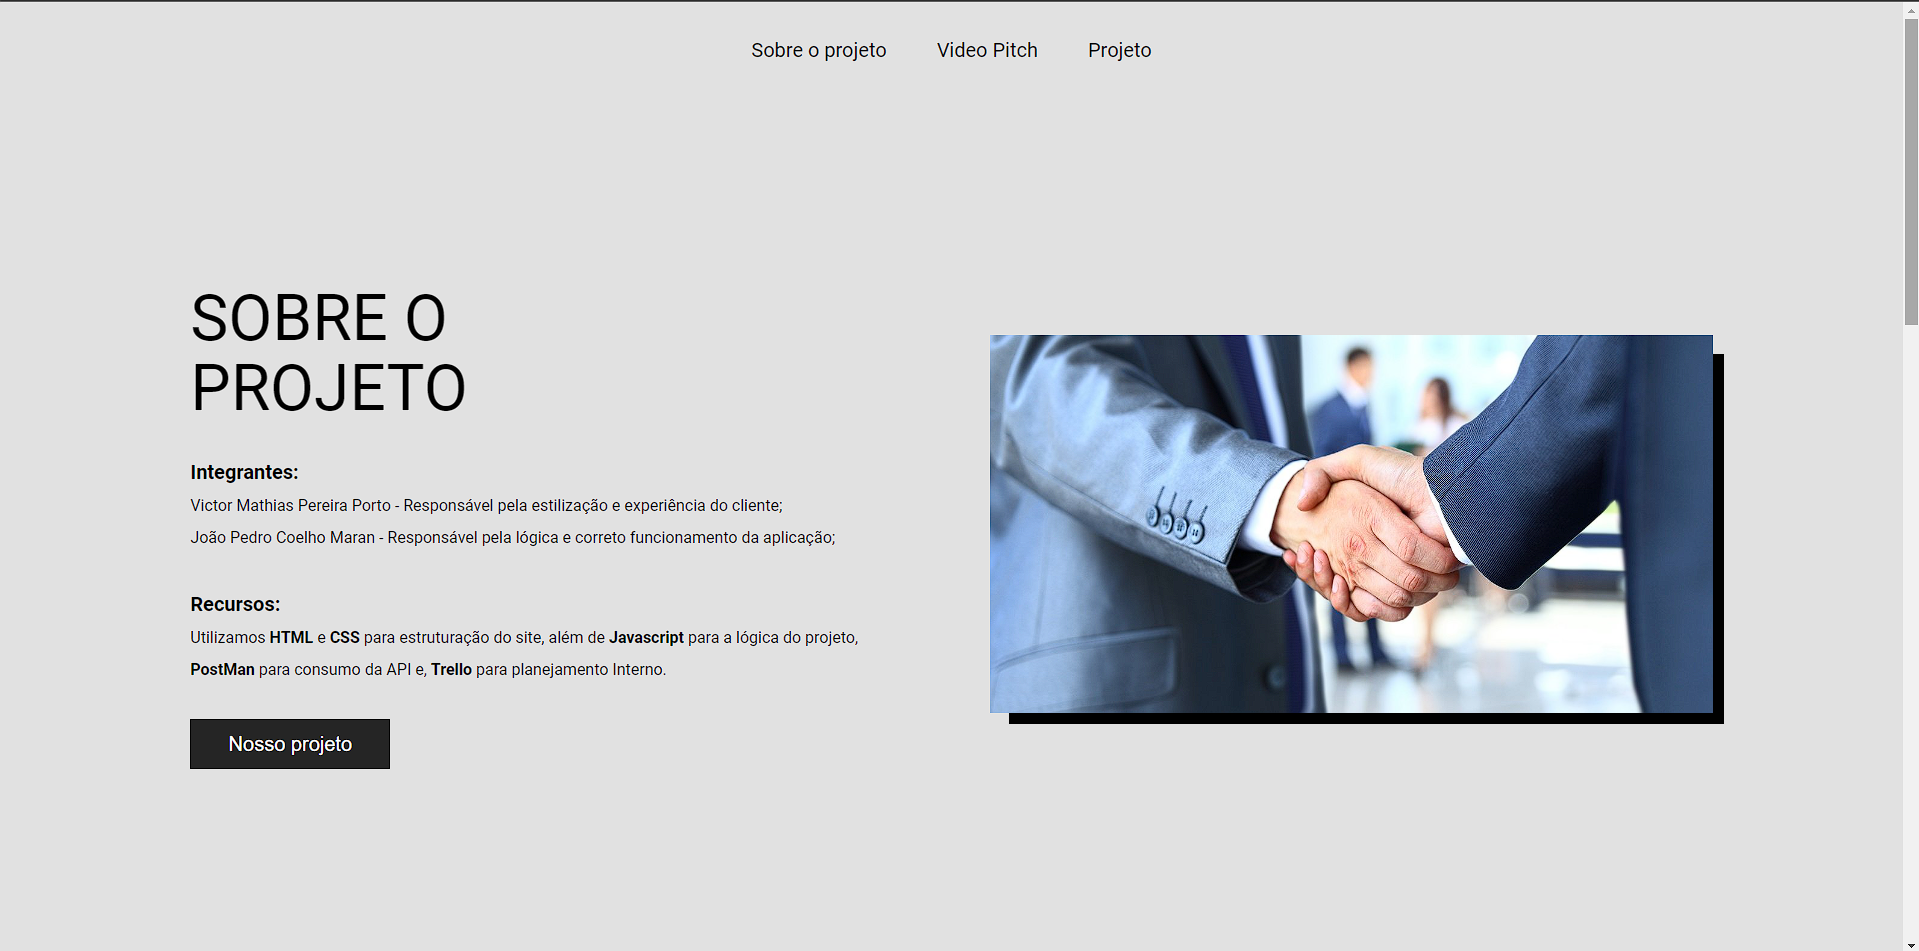 Sobre o projeto Video Pitch Projeto
SOBRE O
PROJETO
Integrantes:
Victor Mathias Pereira Porto - Responsável pela estilização e experiência do cliente;
João Pedro Coelho Maran - Responsável pela lógica e correto funcionamento da aplicação;
Recursos:
Utilizamos HTML e CSS para estruturação do site, além de Javascript para a lógica do projeto,
PostMan para consumo da API e, Trello para planejamento Interno.
Nosso projeto